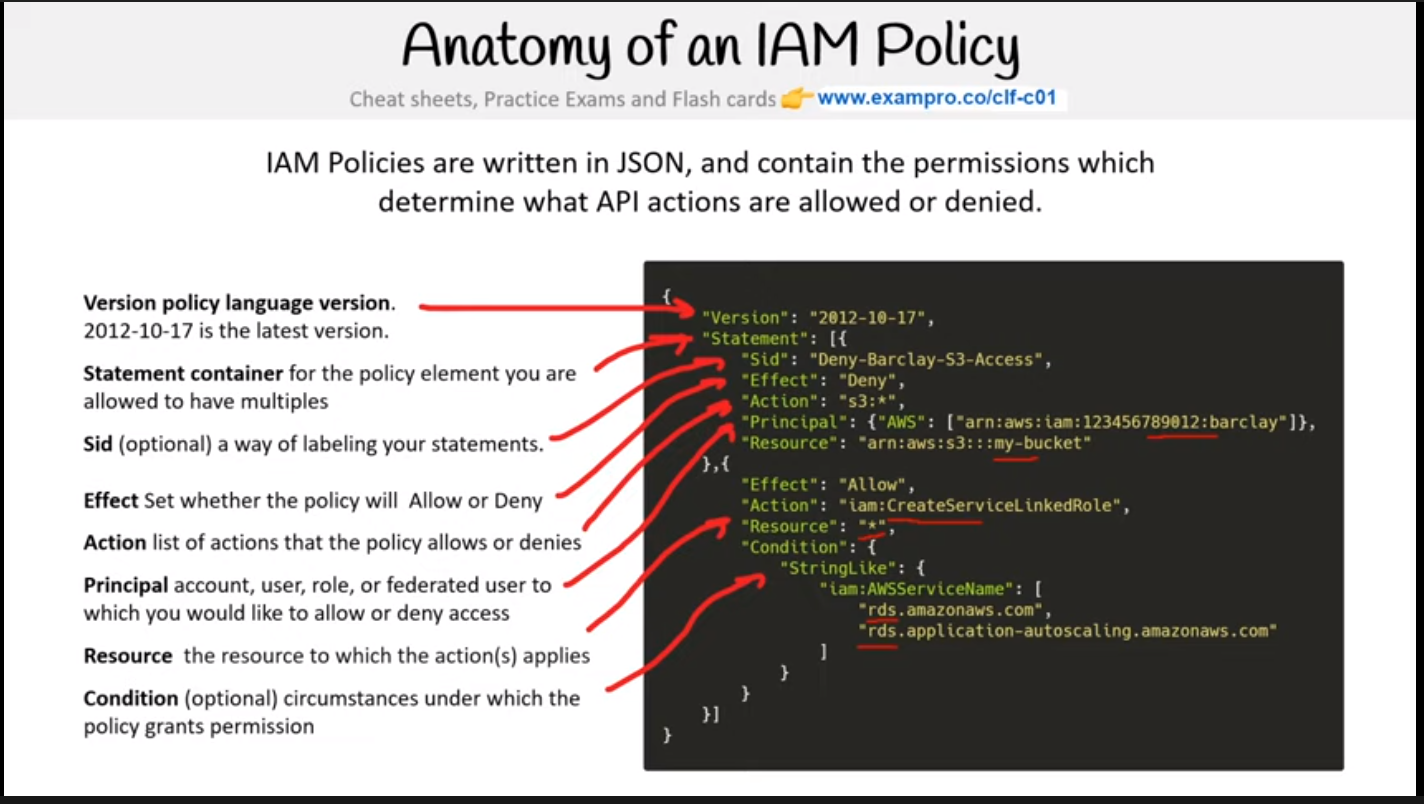 Anatomy of an IAM Policy
Cheat sheets, Practice Exams and Flash cards 👉 www.exampro.co/clf-c01
IAM Policies are written in JSON, and contain the permissions which
determine what API actions are allowed or denied.
Version policy language version.
2012-10-17 is the latest version.
Statement container for the policy element you are
allowed to have multiples
Sid (optional) a way of labeling your statements.
Effect Set whether the policy will Allow or Deny
Action list of actions that the policy allows or denies
Principal account, user, role, or federated user to
which you would like to allow or deny access
Resource the resource to which the action(s) applies
Condition (optional) circumstances under which the
policy grants permission
{
"Version": "2012-10-17",
"Statement": [{
"Sid": "Deny-Barclay-S3-Access",
"Effect": "Deny",
"Action": "s3:*",
"Principal": {"AWS": ["arn:aws:iam:123456789012:barclay"]},
"Resource": "arn:aws:s3:::my-bucket"
},{
"Effect": "Allow",
"Action": "iam:CreateServiceLinkedRole",
"Resource": "*",
"Condition": {
"StringLike": {
"iam:AWSServiceName": [
"rds.amazonaws.com",
"rds.application-autoscaling.amazonaws.com"
]
}
}
}]
}